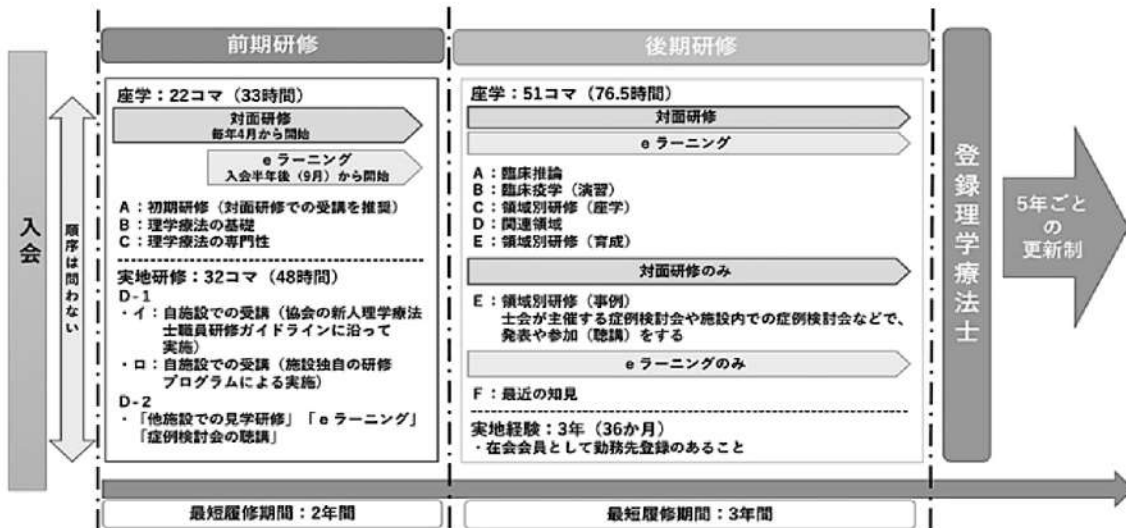 入会
順序は問わない
前期研修
座学：22コマ（33時間）
対面研修
毎年4月から開始
eラーニング
入会半年後（9月）から開始
A：初期研修（対面研修での受講を推奨）
B：理学療法の基礎
C：理学療法の専門性
実地研修：32コマ（48時間）
D-1
・イ：自施設での受講（協会の新人理学療法
士職員研修ガイドラインに沿って
実施）
・ロ：自施設での受講（施設独自の研修
プログラムによる実施）
D-2
・「他施設での見学研修」「eラーニング」
「症例検討会の聴講」
最短履修期間：2年間
後期研修
座学：51コマ（76.5時間）
対面研修
eラーニング
A：臨床推論
B：臨床疫学（演習）
C：領域別研修（座学）
D：関連領域
E：領域別研修（育成）
対面研修のみ
E：領域別研修（事例）
士会が主催する症例検討会や施設内での症例検討会などで、
発表や参加（聴講）をする
eラーニングのみ
F：最近の知見
実地経験：3年（36か月）
・在会会員として勤務先登録のあること
最短履修期間：3年間
登録理学療法士
5年ごと
の
更新制